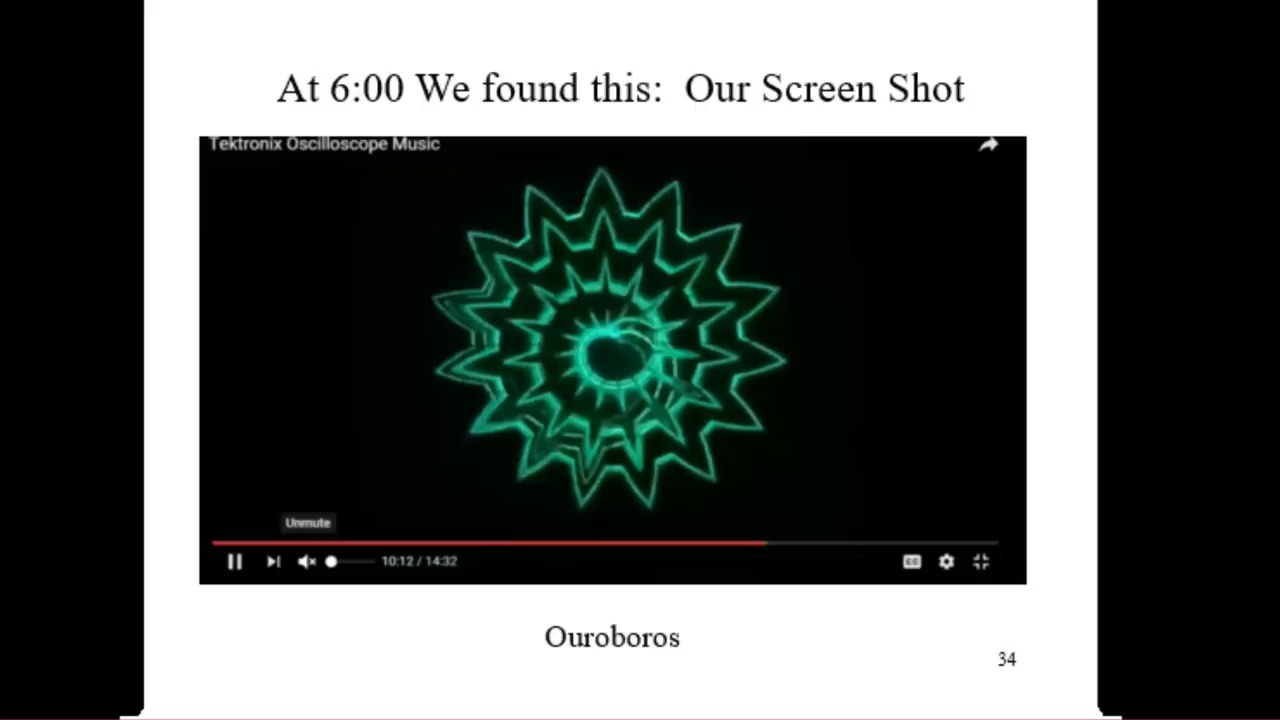 At 6:00 We found this: Our Screen Shot
Tektronix Oscilloscope Music
Unmute
10:12 / 14:32
CC
Ouroboros
34